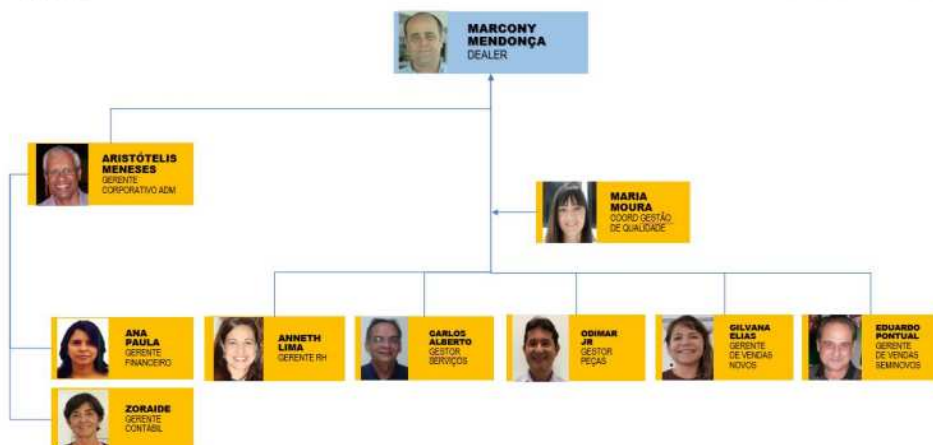 MARCONY
MENDONÇA
DEALER
ARISTÓTELIS
MENESES
GERENTE
CORPORATIVO ADM
MARIA
MOURA
COORD GESTÃO
DE QUALIDADE
ANA
PAULA
GERENTE
FINANCEIRO
ANNETH
LIMA
GERENTE RH
CARLOS
ALBERTO
GESTOR
SERVIÇOS
ODIMAR
JR
GESTOR
PEÇAS
GILVANA
ELIAS
GERENTE
DE VENDAS
NOVOS
EDUARDO
PONTUAL
GERENTE
DE VENDAS
SEMINOVOS
ZORAIDE
GERENTE
CONTÁBIL